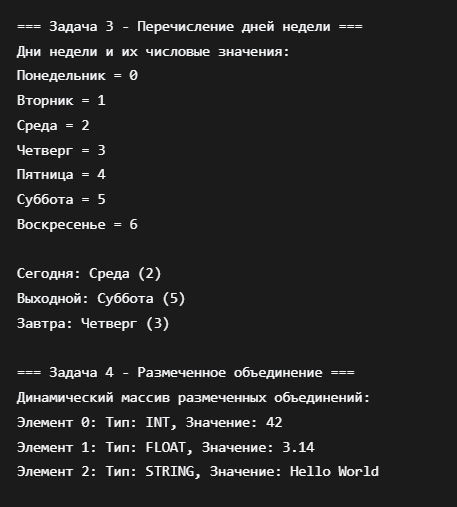 === Задача 3 - Перечисление дней недели ===
Дни недели и их числовые значения:
Понедельник = 0
Вторник = 1
Среда = 2
Четверг = 3
Пятница = 4
Суббота = 5
Воскресенье = 6
Сегодня: Среда (2)
Выходной: Суббота (5)
Завтра: Четверг (3)
=== Задача 4 - Размеченное объединение ===
Динамический массив размеченных объединений:
Элемент 0: Тип: INT, Значение: 42
Элемент 1: Тип: FLOAT, Значение: 3.14
Элемент 2: Тип: STRING, Значение: Hello World